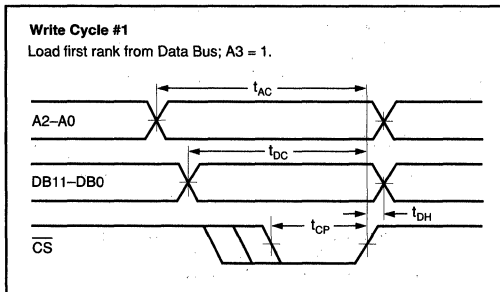 Write Cycle #1
Load first rank from Data Bus; A3 = 1.
tAC
A2–A0
tDC
DB11–DB0
tDH
tCP
CS